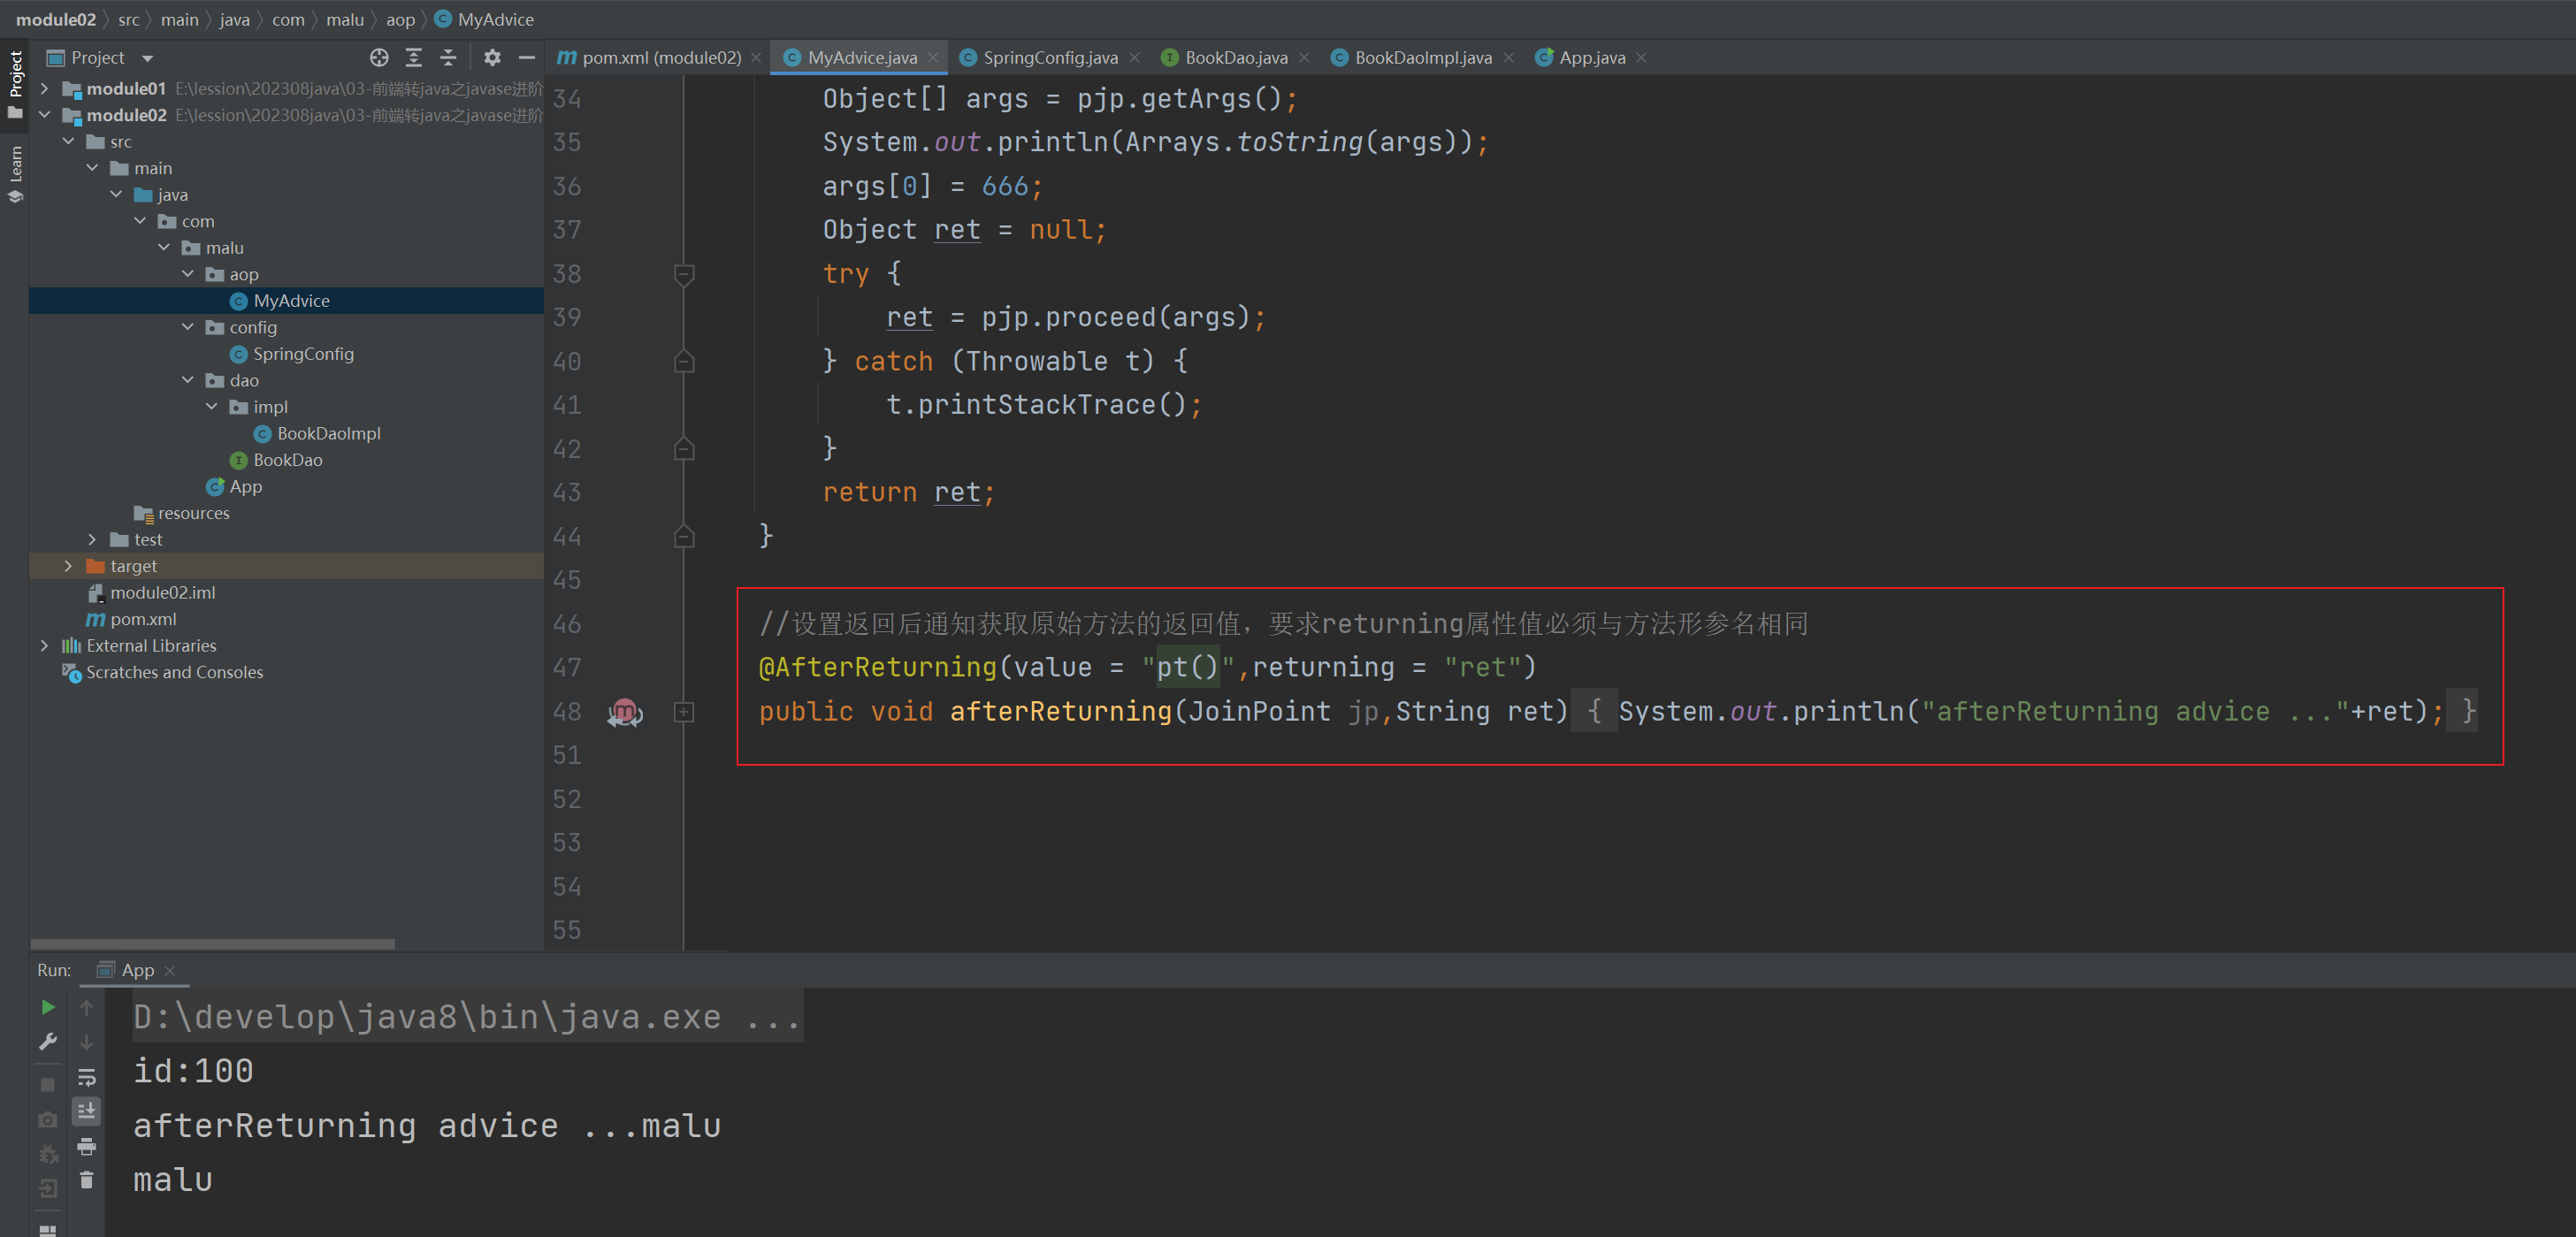 module02 src main java com malu aop MyAdvice
Project
Learn
Project
module01 E:\lession\202308java\03-前端转java之javase进阶
module02 E:\lession\202308java\03-前端转java之javase进阶
src
main
java
com
malu
aop
MyAdvice
config
SpringConfig
dao
impl
BookDaoImpl
BookDao
App
resources
test
target
module02.iml
pom.xml
External Libraries
Scratches and Consoles
pom.xml (module02) MyAdvice.java SpringConfig.java BookDao.java BookDaoImpl.java App.java
34 Object[] args = pjp.getArgs();
35 System.out.println(Arrays.toString(args));
36 args[0] = 666;
37 Object ret = null;
38 try {
39 ret = pjp.proceed(args);
40 } catch (Throwable t) {
41 t.printStackTrace();
42 }
43 return ret;
44 }
45
46 //设置返回后通知获取原始方法的返回值，要求returning属性值必须与方法形参名相同
47 @AfterReturning(value = "pt()",returning = "ret")
48 public void afterReturning(JoinPoint jp,String ret) { System.out.println("afterReturning advice ..."+ret); }
51
52
53
54
55
Run: App
D:\develop\java8\bin\java.exe ...
id:100
afterReturning advice ...malu
malu